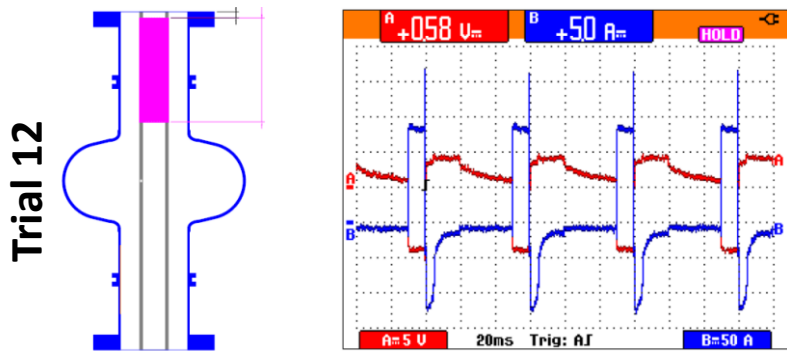 Trial 12
A +0.58 V B +5.0 A HOLD
A A
B B
A=5 V 20ms Trig: A∫ B=50 A